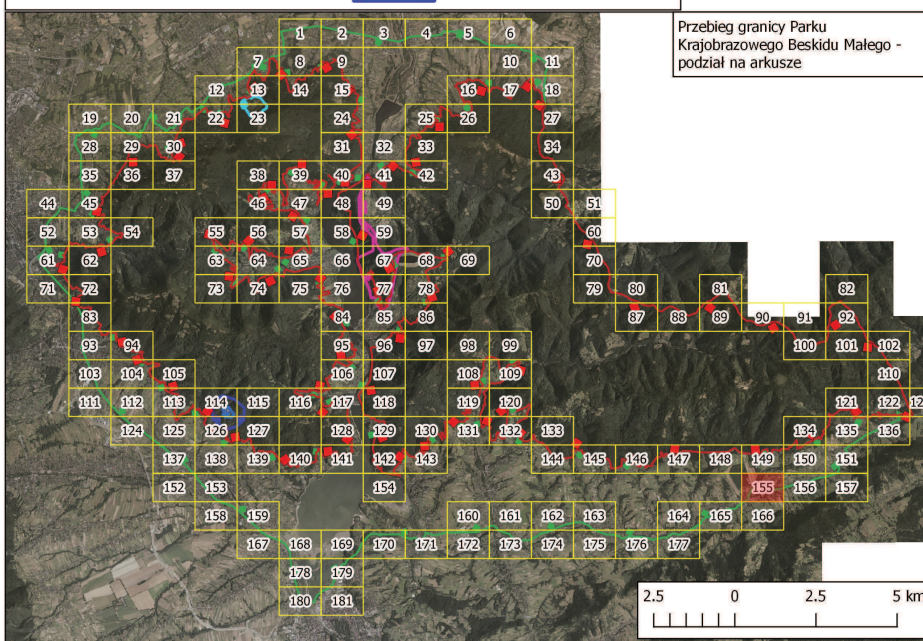 Przebieg granicy Parku
Krajobrazowego Beskidu Małego -
podział na arkusze
1 2 3 4 5 6
7 8 9 10 11
12 13 14 15 16 17 18
19 20 21 22 23 24 25 26 27
28 29 30 31 32 33 34
35 36 37 38 39 40 41 42 43
44 45 46 47 48 49 50 51
52 53 54 55 56 57 58 59 60
61 62 63 64 65 66 67 68 69 70
71 72 73 74 75 76 77 78 79 80 81 82
83 84 85 86 87 88 89 90 91 92
93 94 95 96 97 98 99 100 101 102
103 104 105 106 107 108 109 110
111 112 113 114 115 116 117 118 119 120 121 122
124 125 126 127 128 129 130 131 132 133 134 135 136
137 138 139 140 141 142 143 144 145 146 147 148 149 150 151
152 153 154 155 156 157
158 159 160 161 162 163 164 165 166
167 168 169 170 171 172 173 174 175 176 177
178 179
180 181
2.5 0 2.5 5 km